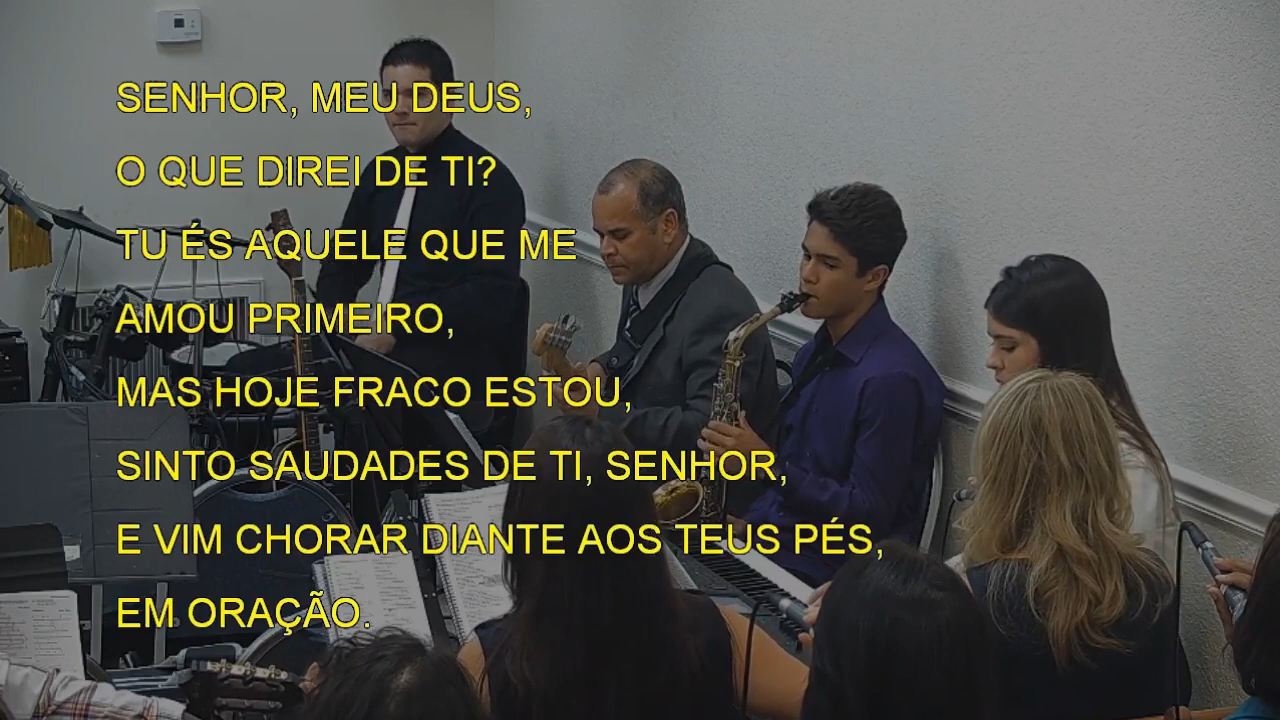 SENHOR, MEU DEUS,
O QUE DIREI DE TI?
TU ÉS AQUELE QUE ME
AMOU PRIMEIRO,
MAS HOJE FRACO ESTOU,
SINTO SAUDADES DE TI, SENHOR,
E VIM CHORAR DIANTE AOS TEUS PÉS,
EM ORAÇÃO.